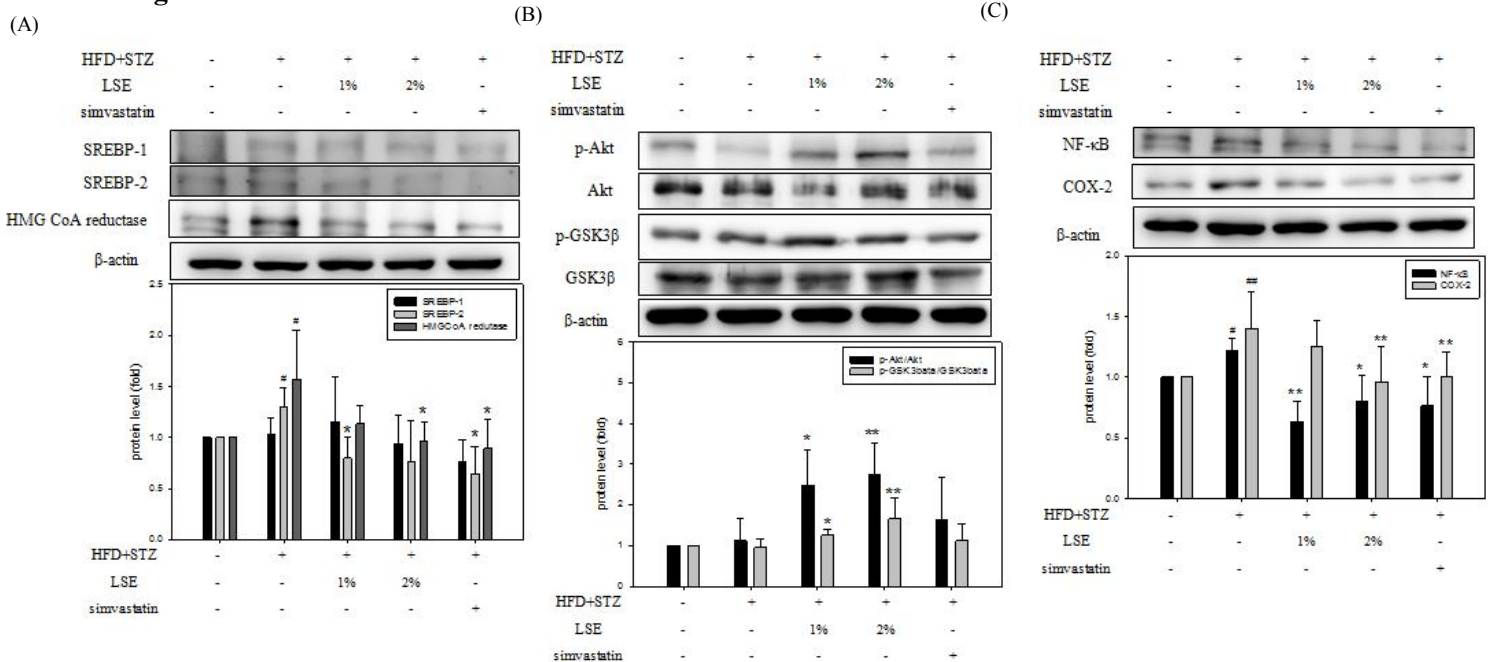 g
(A)
HFD+STZ - + + + +
LSE - - 1% 2% -
simvastatin - - - - +
SREBP-1
SREBP-2
HMG CoA reductase
β-actin
2.5
2.0
1.5
1.0
0.5
0.0
protein level (fold)
SREBP-1
SREBP-2
HMGCoA redutase
# # * * * *
HFD+STZ - + + + +
LSE - - 1% 2% -
simvastatin - - - - +
(B)
HFD+STZ - + + + +
LSE - - 1% 2% -
simvastatin - - - - +
p-Akt
Akt
p-GSK3β
GSK3β
β-actin
6
5
4
3
2
1
0
protein level (fold)
p-Akt/Akt
p-GSK3bata/GSK3bata
* * ** **
HFD+STZ - + + + +
LSE - - 1% 2% -
simvastatin - - - - +
(C)
HFD+STZ - + + + +
LSE - - 1% 2% -
simvastatin - - - - +
NF-κB
COX-2
β-actin
2.0
1.5
1.0
0.5
0.0
protein level (fold)
NF-κB
COX-2
# ## ** * ** * **
HFD+STZ - + + + +
LSE - - 1% 2% -
simvastatin - - - - +